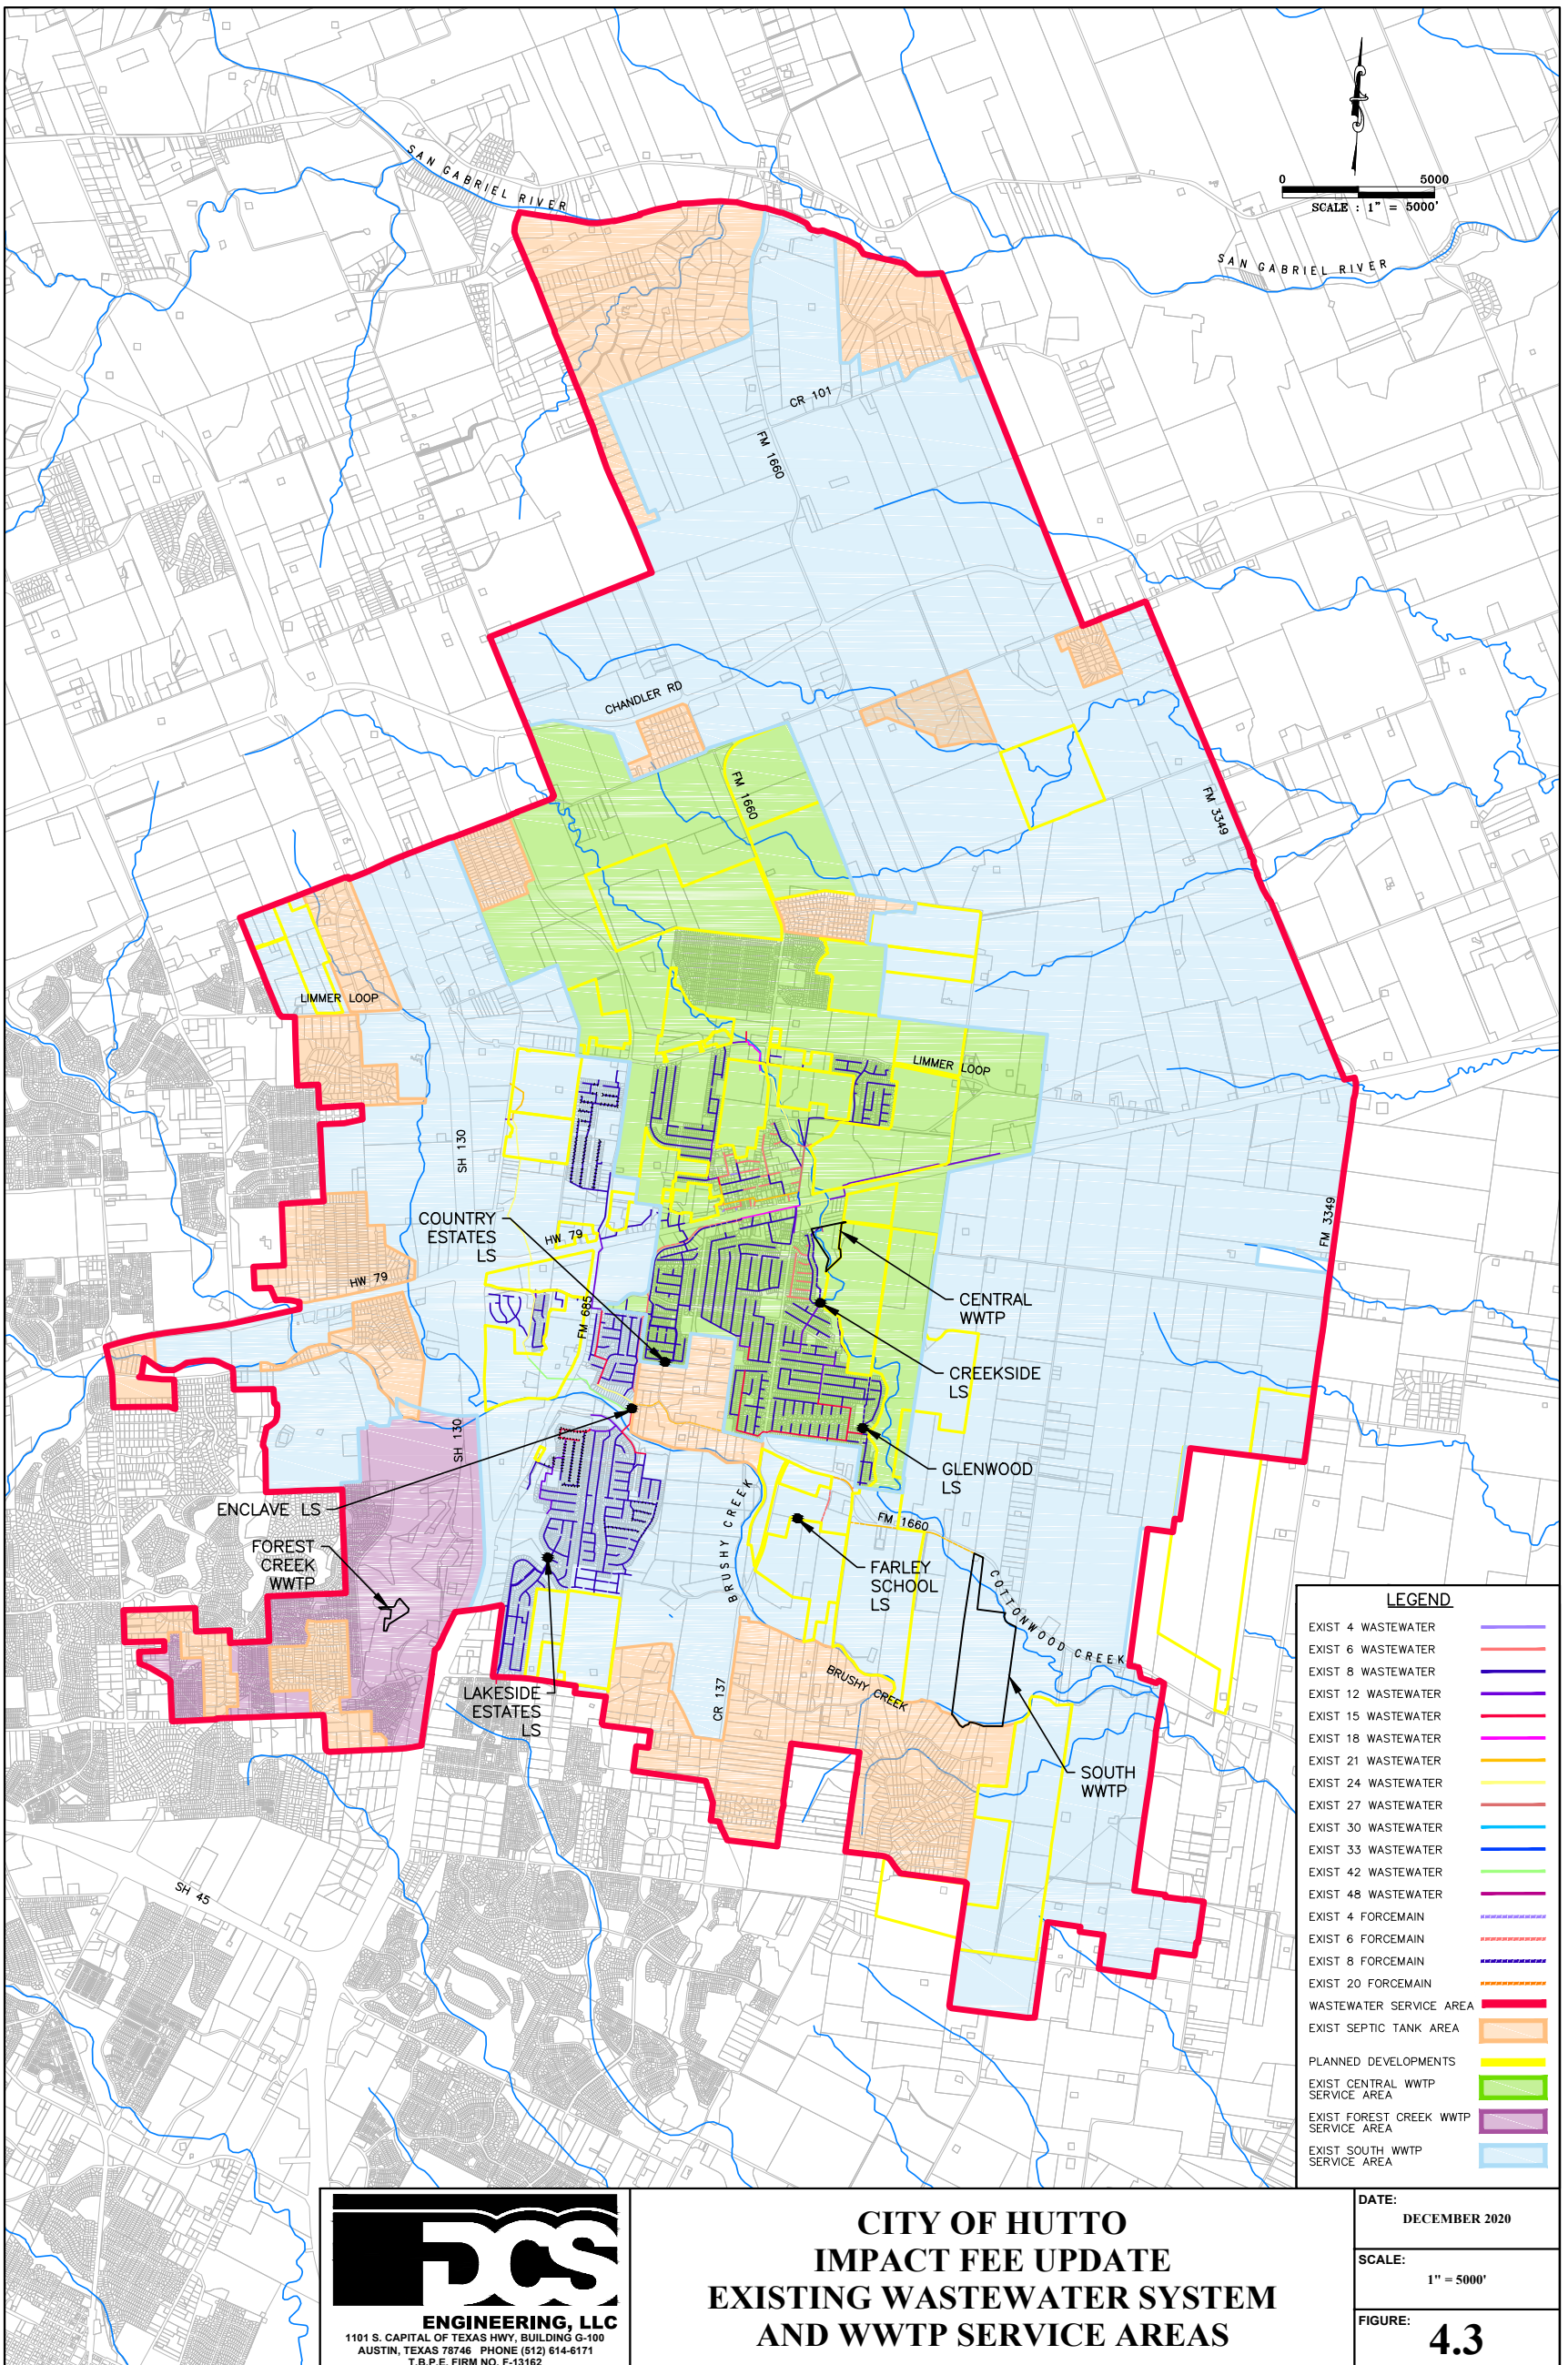 SAN GABRIEL RIVER
0 5000
SCALE : 1" = 5000'
SAN GABRIEL RIVER
CR 101
FM 1660
CHANDLER RD
FM 1660
FM 3349
LIMMER LOOP
LIMMER LOOP
SH 130
COUNTRY
ESTATES
LS
HW 79
HW 79
FM 3349
FM 685
CENTRAL
WWTP
CREEKSIDE
LS
SH 130
GLENWOOD
LS
ENCLAVE LS
BRUSHY CREEK
FM 1660
FOREST
CREEK
WWTP
FARLEY
SCHOOL
LS
COTTONWOOD CREEK
BRUSHY CREEK
LAKESIDE
ESTATES
LS
CR 137
SOUTH
WWTP
SH 45
LEGEND
EXIST 4 WASTEWATER
EXIST 6 WASTEWATER
EXIST 8 WASTEWATER
EXIST 12 WASTEWATER
EXIST 15 WASTEWATER
EXIST 18 WASTEWATER
EXIST 21 WASTEWATER
EXIST 24 WASTEWATER
EXIST 27 WASTEWATER
EXIST 30 WASTEWATER
EXIST 33 WASTEWATER
EXIST 42 WASTEWATER
EXIST 48 WASTEWATER
EXIST 4 FORCEMAIN
EXIST 6 FORCEMAIN
EXIST 8 FORCEMAIN
EXIST 20 FORCEMAIN
WASTEWATER SERVICE AREA
EXIST SEPTIC TANK AREA
PLANNED DEVELOPMENTS
EXIST CENTRAL WWTP
SERVICE AREA
EXIST FOREST CREEK WWTP
SERVICE AREA
EXIST SOUTH WWTP
SERVICE AREA
DCS
ENGINEERING, LLC
1101 S. CAPITAL OF TEXAS HWY, BUILDING G-100
AUSTIN, TEXAS 78746 PHONE (512) 614-6171
T.B.P.E. FIRM NO. F-13162
CITY OF HUTTO
IMPACT FEE UPDATE
EXISTING WASTEWATER SYSTEM
AND WWTP SERVICE AREAS
DATE:
DECEMBER 2020
SCALE:
1" = 5000'
FIGURE:
4.3